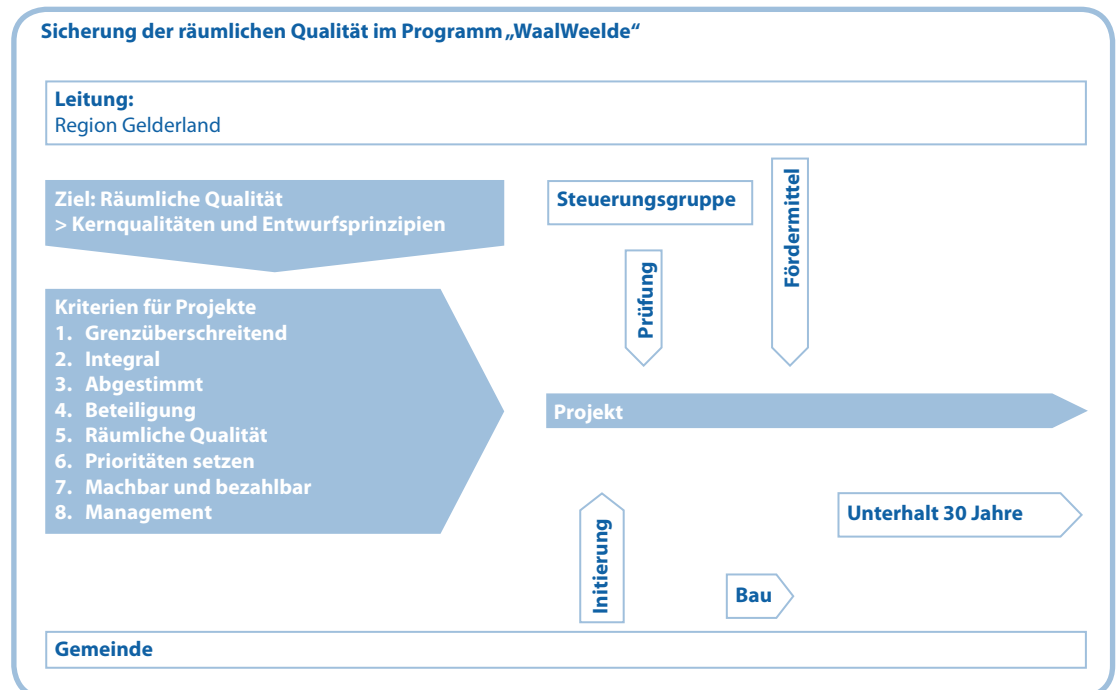 Sicherung der räumlichen Qualität im Programm „WaalWeelde“
Leitung:
Region Gelderland
Ziel: Räumliche Qualität
> Kernqualitäten und Entwurfsprinzipien
Kriterien für Projekte
1. Grenzüberschreitend
2. Integral
3. Abgestimmt
4. Beteiligung
5. Räumliche Qualität
6. Prioritäten setzen
7. Machbar und bezahlbar
8. Management
Steuerungsgruppe
Prüfung
Fördermittel
Projekt
Initiierung
Bau
Unterhalt 30 Jahre
Gemeinde